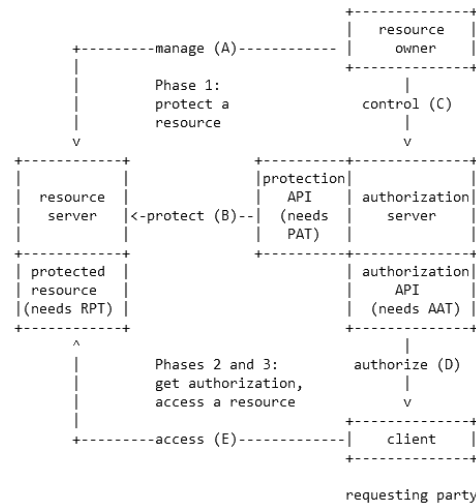 resource
owner
manage (A)
Phase 1:
protect a
resource
control (C)
resource
server
<-protect (B)--
protection
API
(needs
PAT)
authorization
server
protected
resource
(needs RPT)
authorization
API
(needs AAT)
Phases 2 and 3:
get authorization,
access a resource
authorize (D)
access (E)
client
requesting party